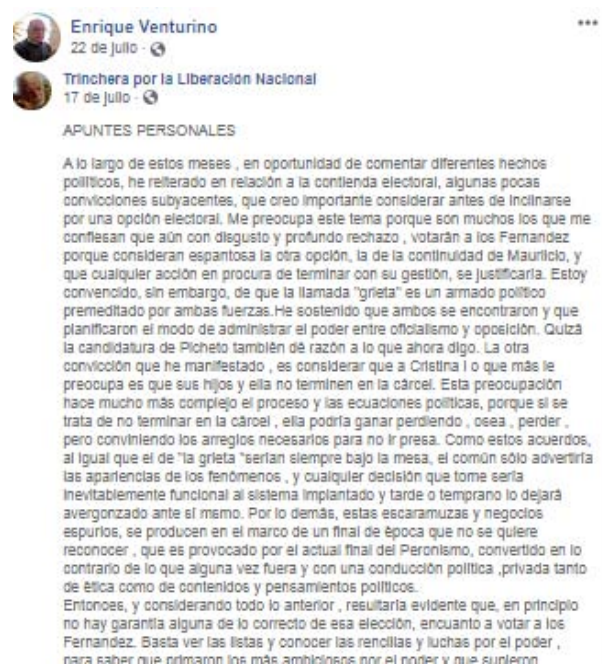 Enrique Venturino
22 de julio ·
Trinchera por la Liberación Nacional
17 de julio ·
APUNTES PERSONALES
A lo largo de estos meses , en oportunidad de comentar diferentes hechos
políticos, he reiterado en relación a la contienda electoral, algunas pocas
convicciones subyacentes, que creo importante considerar antes de inclinarse
por una opción electoral. Me preocupa este tema porque son muchos los que me
confiesan que aún con disgusto y profundo rechazo , votarán a los Fernandez
porque consideran espantosa la otra opción, la de la continuidad de Mauriicio, y
que cualquier acción en procura de terminar con su gestión, se justificaría. Estoy
convencido, sin embargo, de que la llamada "grieta" es un armado político
premeditado por ambas fuerzas.He sostenido que ambos se encontraron y que
planificaron el modo de administrar el poder entre oficialismo y oposición. Quizá
la candidatura de Picheto también dé razón a lo que ahora digo. La otra
convicción que he manifestado , es considerar que a Cristina l o que más le
preocupa es que sus hijos y ella no terminen en la cárcel. Esta preocupación
hace mucho más complejo el proceso y las ecuaciones políticas, porque si se
trata de no terminar en la cárcel , ella podría ganar perdiendo , osea , perder ,
pero conviniendo los arreglos necesarios para no ir presa. Como estos acuerdos,
al igual que el de "la grieta "serían siempre bajo la mesa, el común sólo advertiría
las apariencias de los fenómenos , y cualquier decisión que tome sería
inevitablemente funcional al sistema implantado y tarde o temprano lo dejará
avergonzado ante sí msmo. Por lo demás, estas escaramuzas y negocios
espurios, se producen en el marco de un final de época que no se quiere
reconocer , que es provocado por el actual final del Peronismo, convertido en lo
contrario de lo que alguna vez fuera y con una conducción política ,privada tanto
de ética como de contenidos y pensamientos políticos.
Entonces, y considerando todo lo anterior , resultaría evidente que, en principio
no hay garantía alguna de lo correcto de esa elección, encuanto a votar a los
Fernandez. Basta ver las listas y conocer las rencillas y luchas por el poder ,
para saber que primaron los más ambiciosos por el poder y que supieron